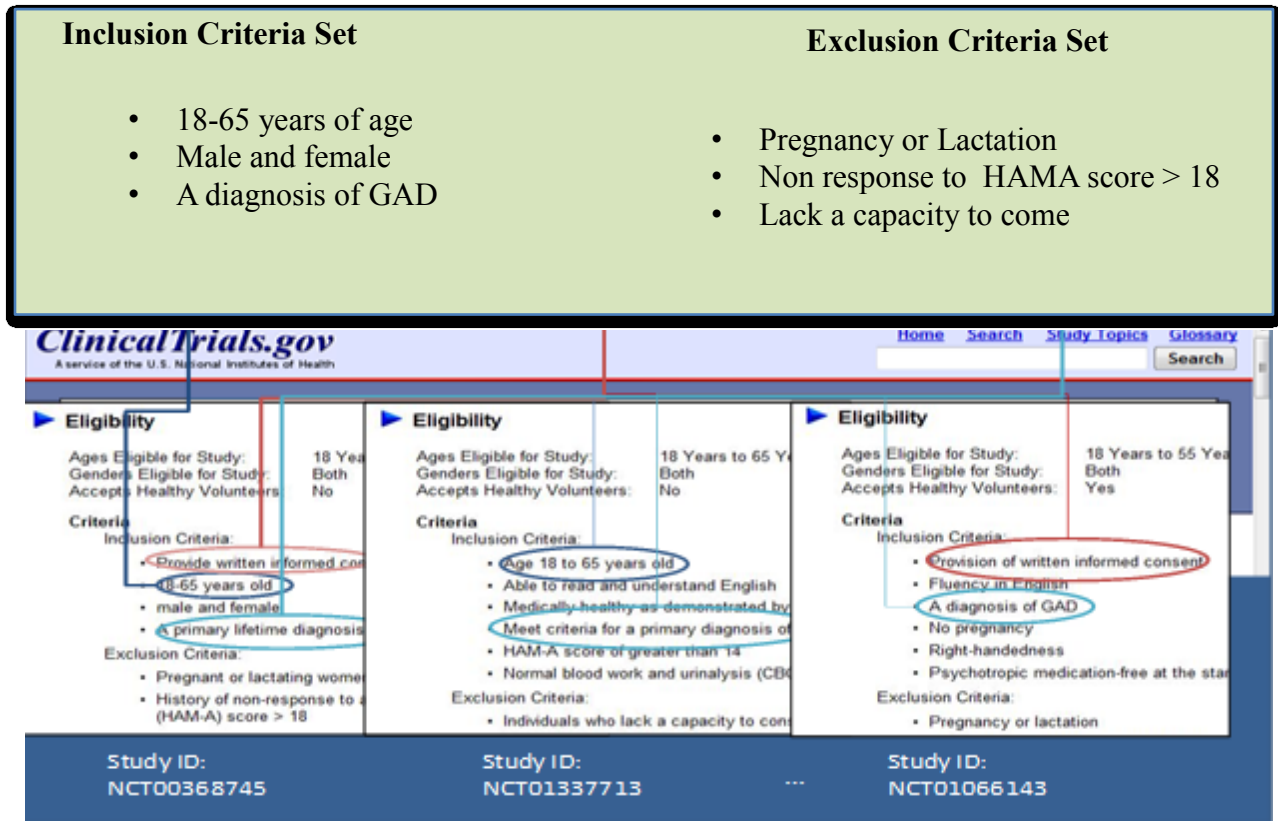 Inclusion Criteria Set
• 18-65 years of age
• Male and female
• A diagnosis of GAD
Exclusion Criteria Set
• Pregnancy or Lactation
• Non response to HAMA score > 18
• Lack a capacity to come
ClinicalTrials.gov
A service of the U.S. National Institutes of Health
Home Search Study Topics Glossary
Search
Eligibility
Ages Eligible for Study: 18 Yea
Genders Eligible for Study: Both
Accepts Healthy Volunteers: No
Criteria
Inclusion Criteria:
• Provide written informed con
• 18-65 years old
• male and female
• A primary lifetime diagnosis
Exclusion Criteria:
• Pregnant or lactating wome
• History of non-response to a
(HAM-A) score > 18
Study ID:
NCT00368745
Eligibility
Ages Eligible for Study: 18 Years to 65 Ye
Genders Eligible for Study: Both
Accepts Healthy Volunteers: No
Criteria
Inclusion Criteria:
• Age 18 to 65 years old
• Able to read and understand English
• Medically healthy as demonstrated by
• Meet criteria for a primary diagnosis of
• HAM-A score of greater than 14
• Normal blood work and urinalysis (CBC
Exclusion Criteria:
• Individuals who lack a capacity to cons
Study ID:
NCT01337713
...
Eligibility
Ages Eligible for Study: 18 Years to 55 Yea
Genders Eligible for Study: Both
Accepts Healthy Volunteers: Yes
Criteria
Inclusion Criteria:
• Provision of written informed consent
• Fluency in English
• A diagnosis of GAD
• No pregnancy
• Right-handedness
• Psychotropic medication-free at the star
Exclusion Criteria:
• Pregnancy or lactation
Study ID:
NCT01066143